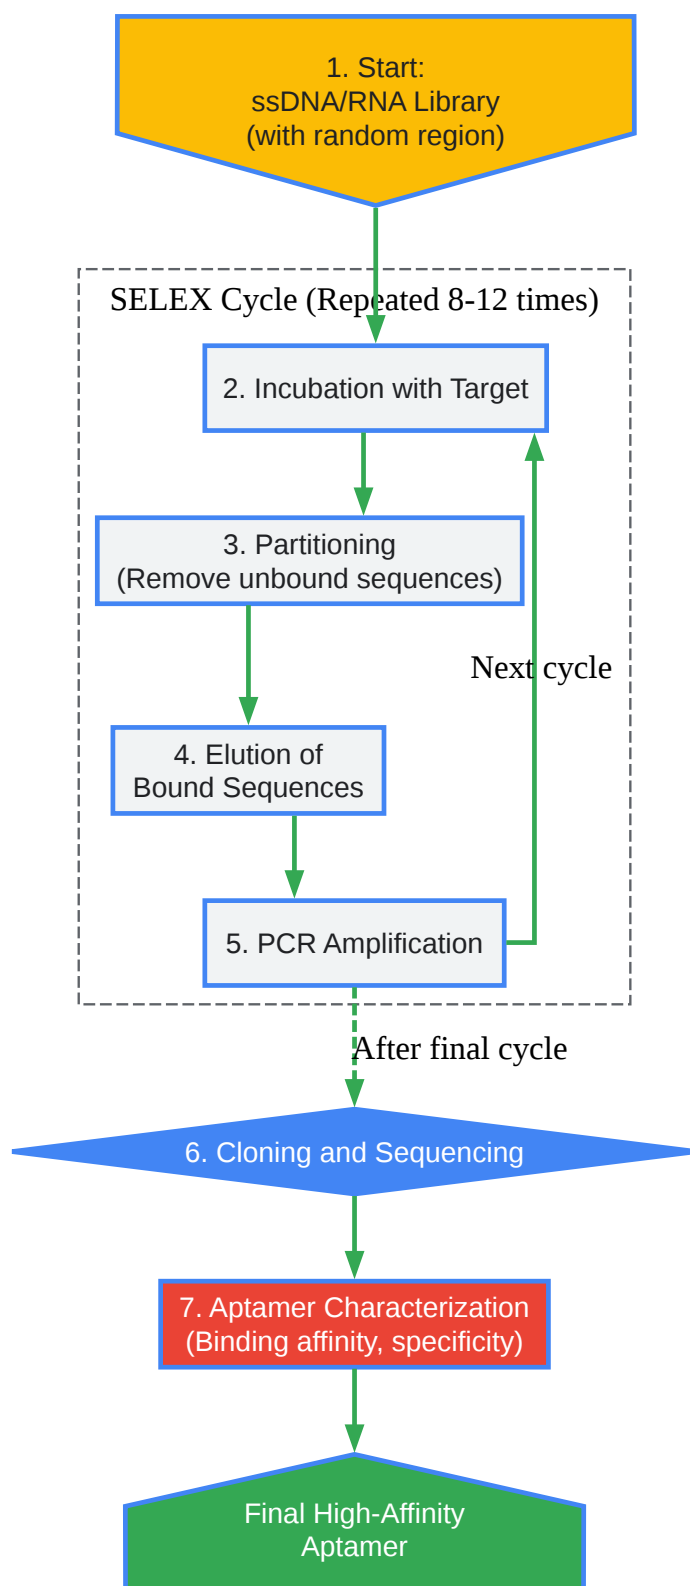 1. Start:
ssDNA/RNA Library
(with random region)
SELEX Cycle (Repeated 8-12 times)
2. Incubation with Target
3. Partitioning
(Remove unbound sequences)
Next cycle
4. Elution of
Bound Sequences
5. PCR Amplification
After final cycle
6. Cloning and Sequencing
7. Aptamer Characterization
(Binding affinity, specificity)
Final High-Affinity
Aptamer